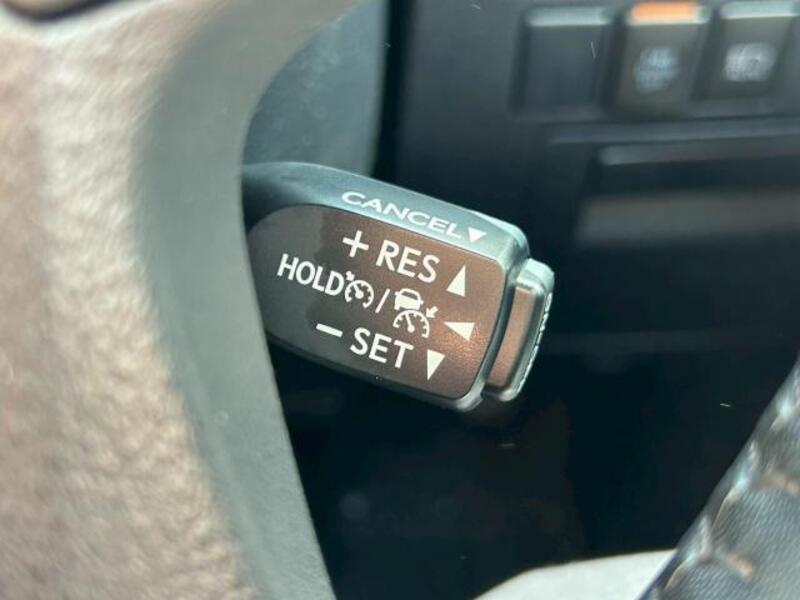 CANCEL▼
+ RES ▲
HOLD /
− SET ▼